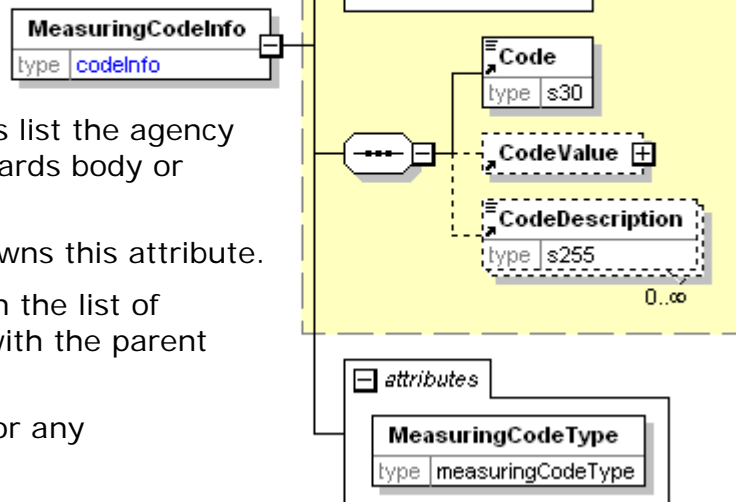 MeasuringCodeInfo
type codeInfo
s list the agency
ards body or
wns this attribute.
n the list of
with the parent
or any
Code
type s30
CodeValue
CodeDescription
type s255
0..∞
attributes
MeasuringCodeType
type measuringCodeType